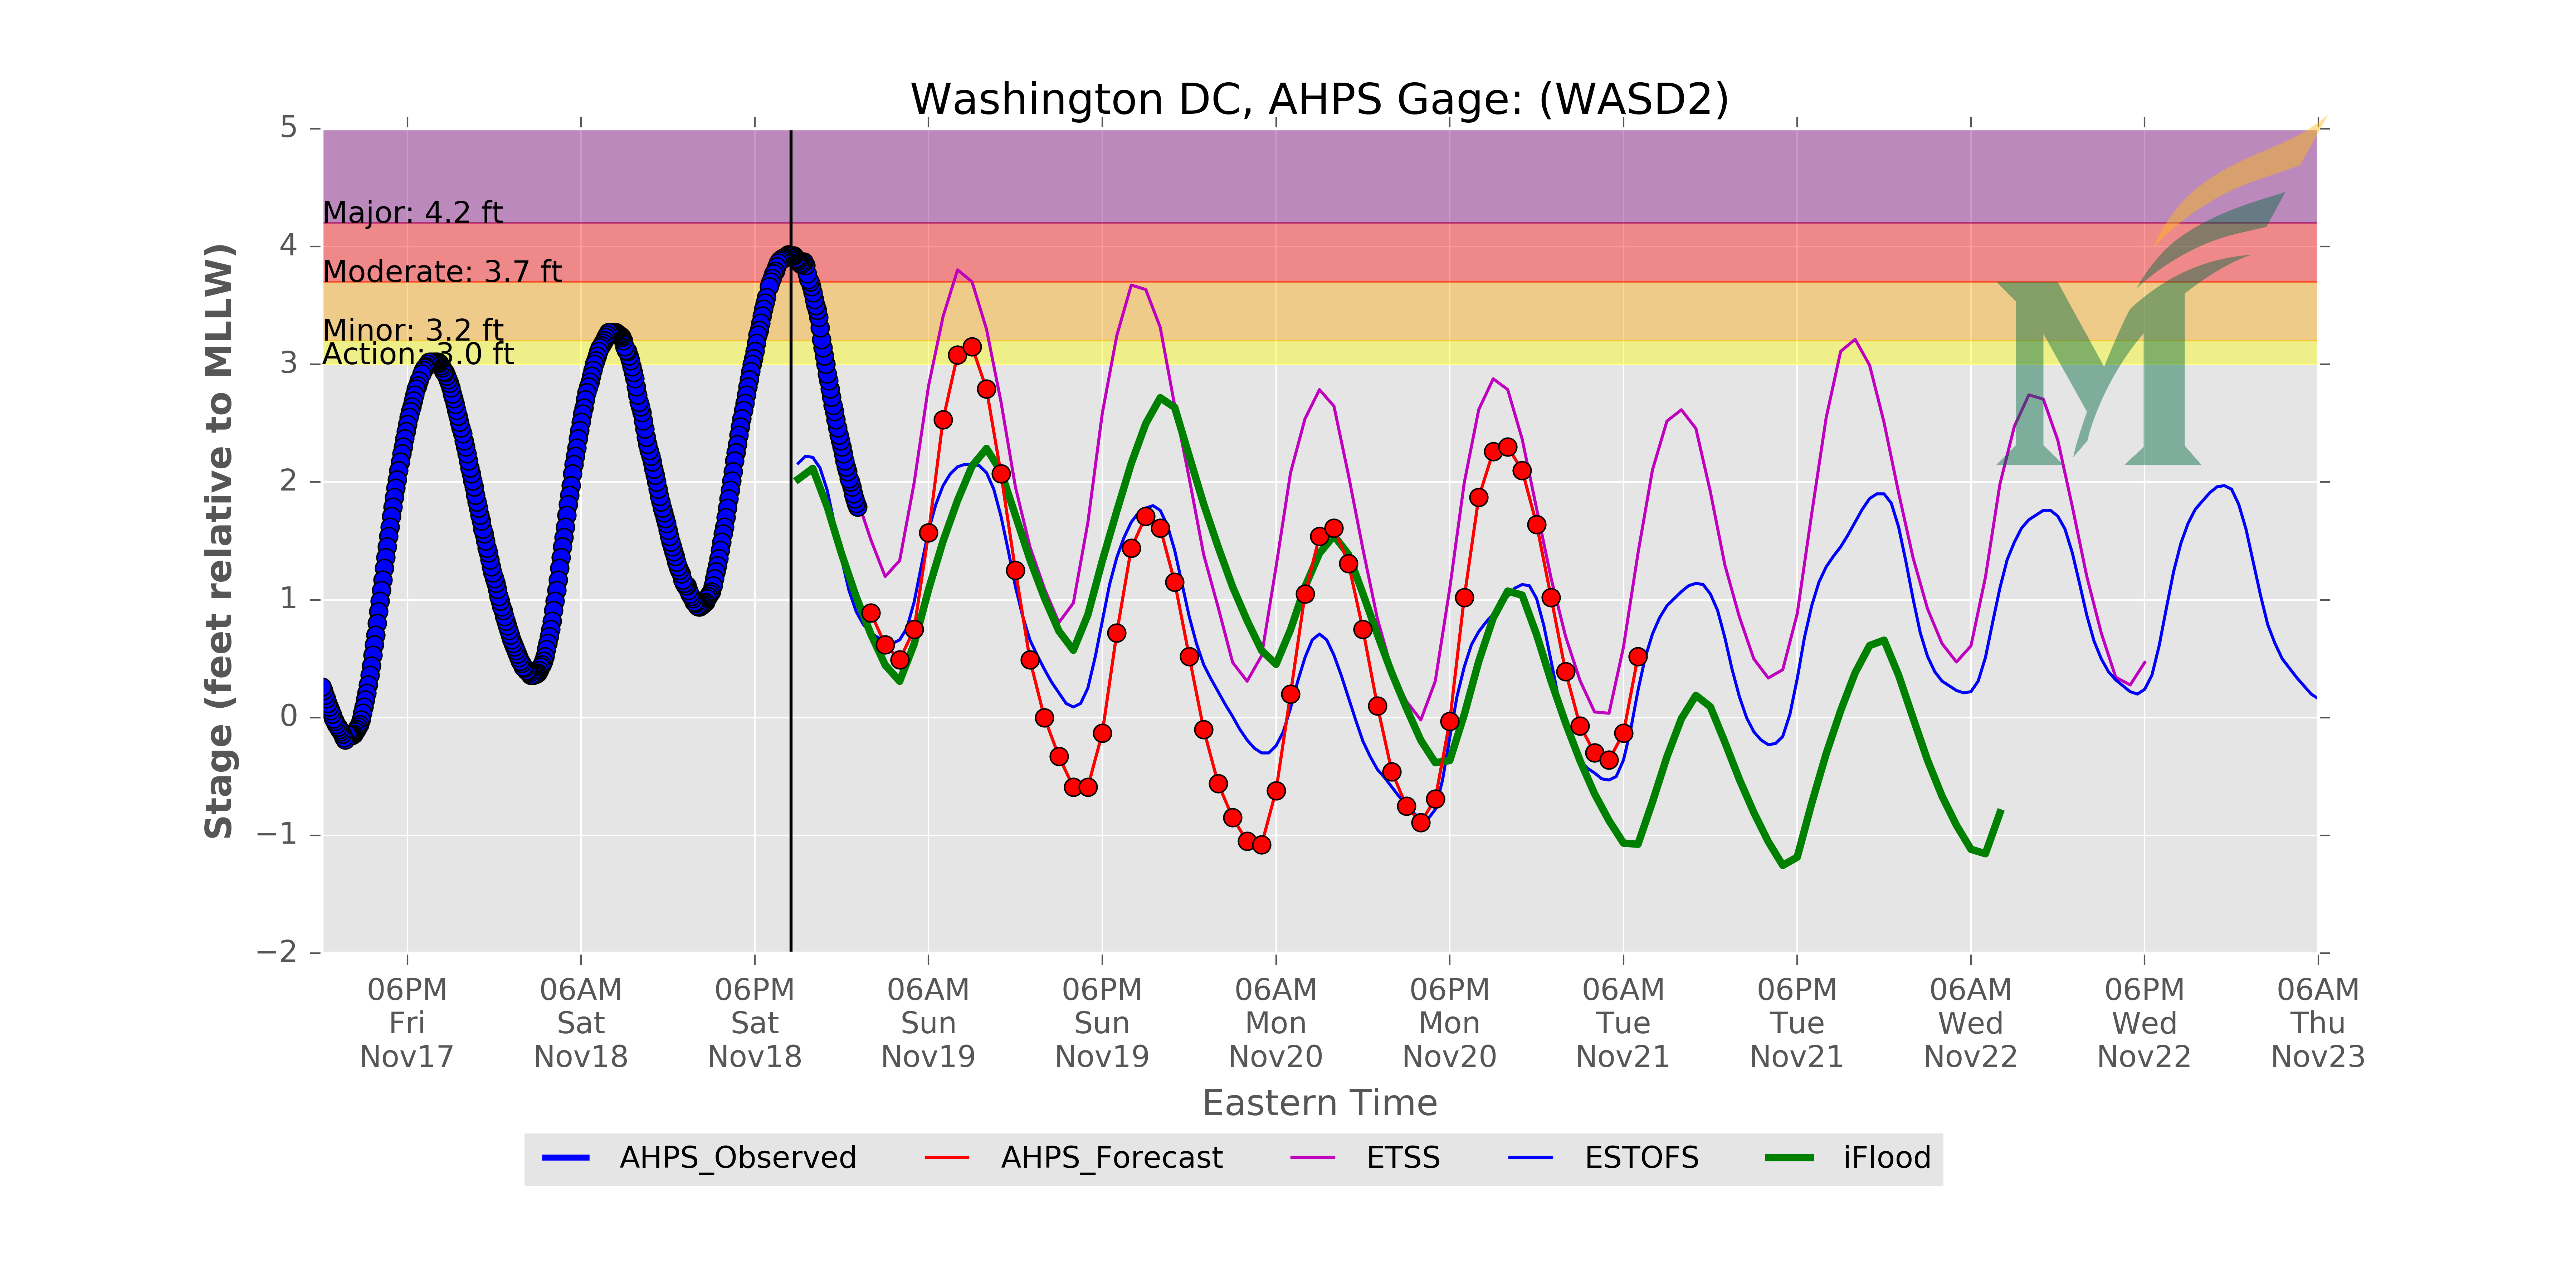 Washington DC, AHPS Gage: (WASD2)
5
4
3
2
1
0
−1
−2
Stage (feet relative to MLLW)
Major: 4.2 ft
Moderate: 3.7 ft
Minor: 3.2 ft
Action: 3.0 ft
M
06PM 06AM 06PM 06AM 06PM 06AM 06PM 06AM 06PM 06AM 06PM 06AM
Fri Sat Sat Sun Sun Mon Mon Tue Tue Wed Wed Thu
Nov17 Nov18 Nov18 Nov19 Nov19 Nov20 Nov20 Nov21 Nov21 Nov22 Nov22 Nov23
Eastern Time
AHPS_Observed AHPS_Forecast ETSS ESTOFS iFlood